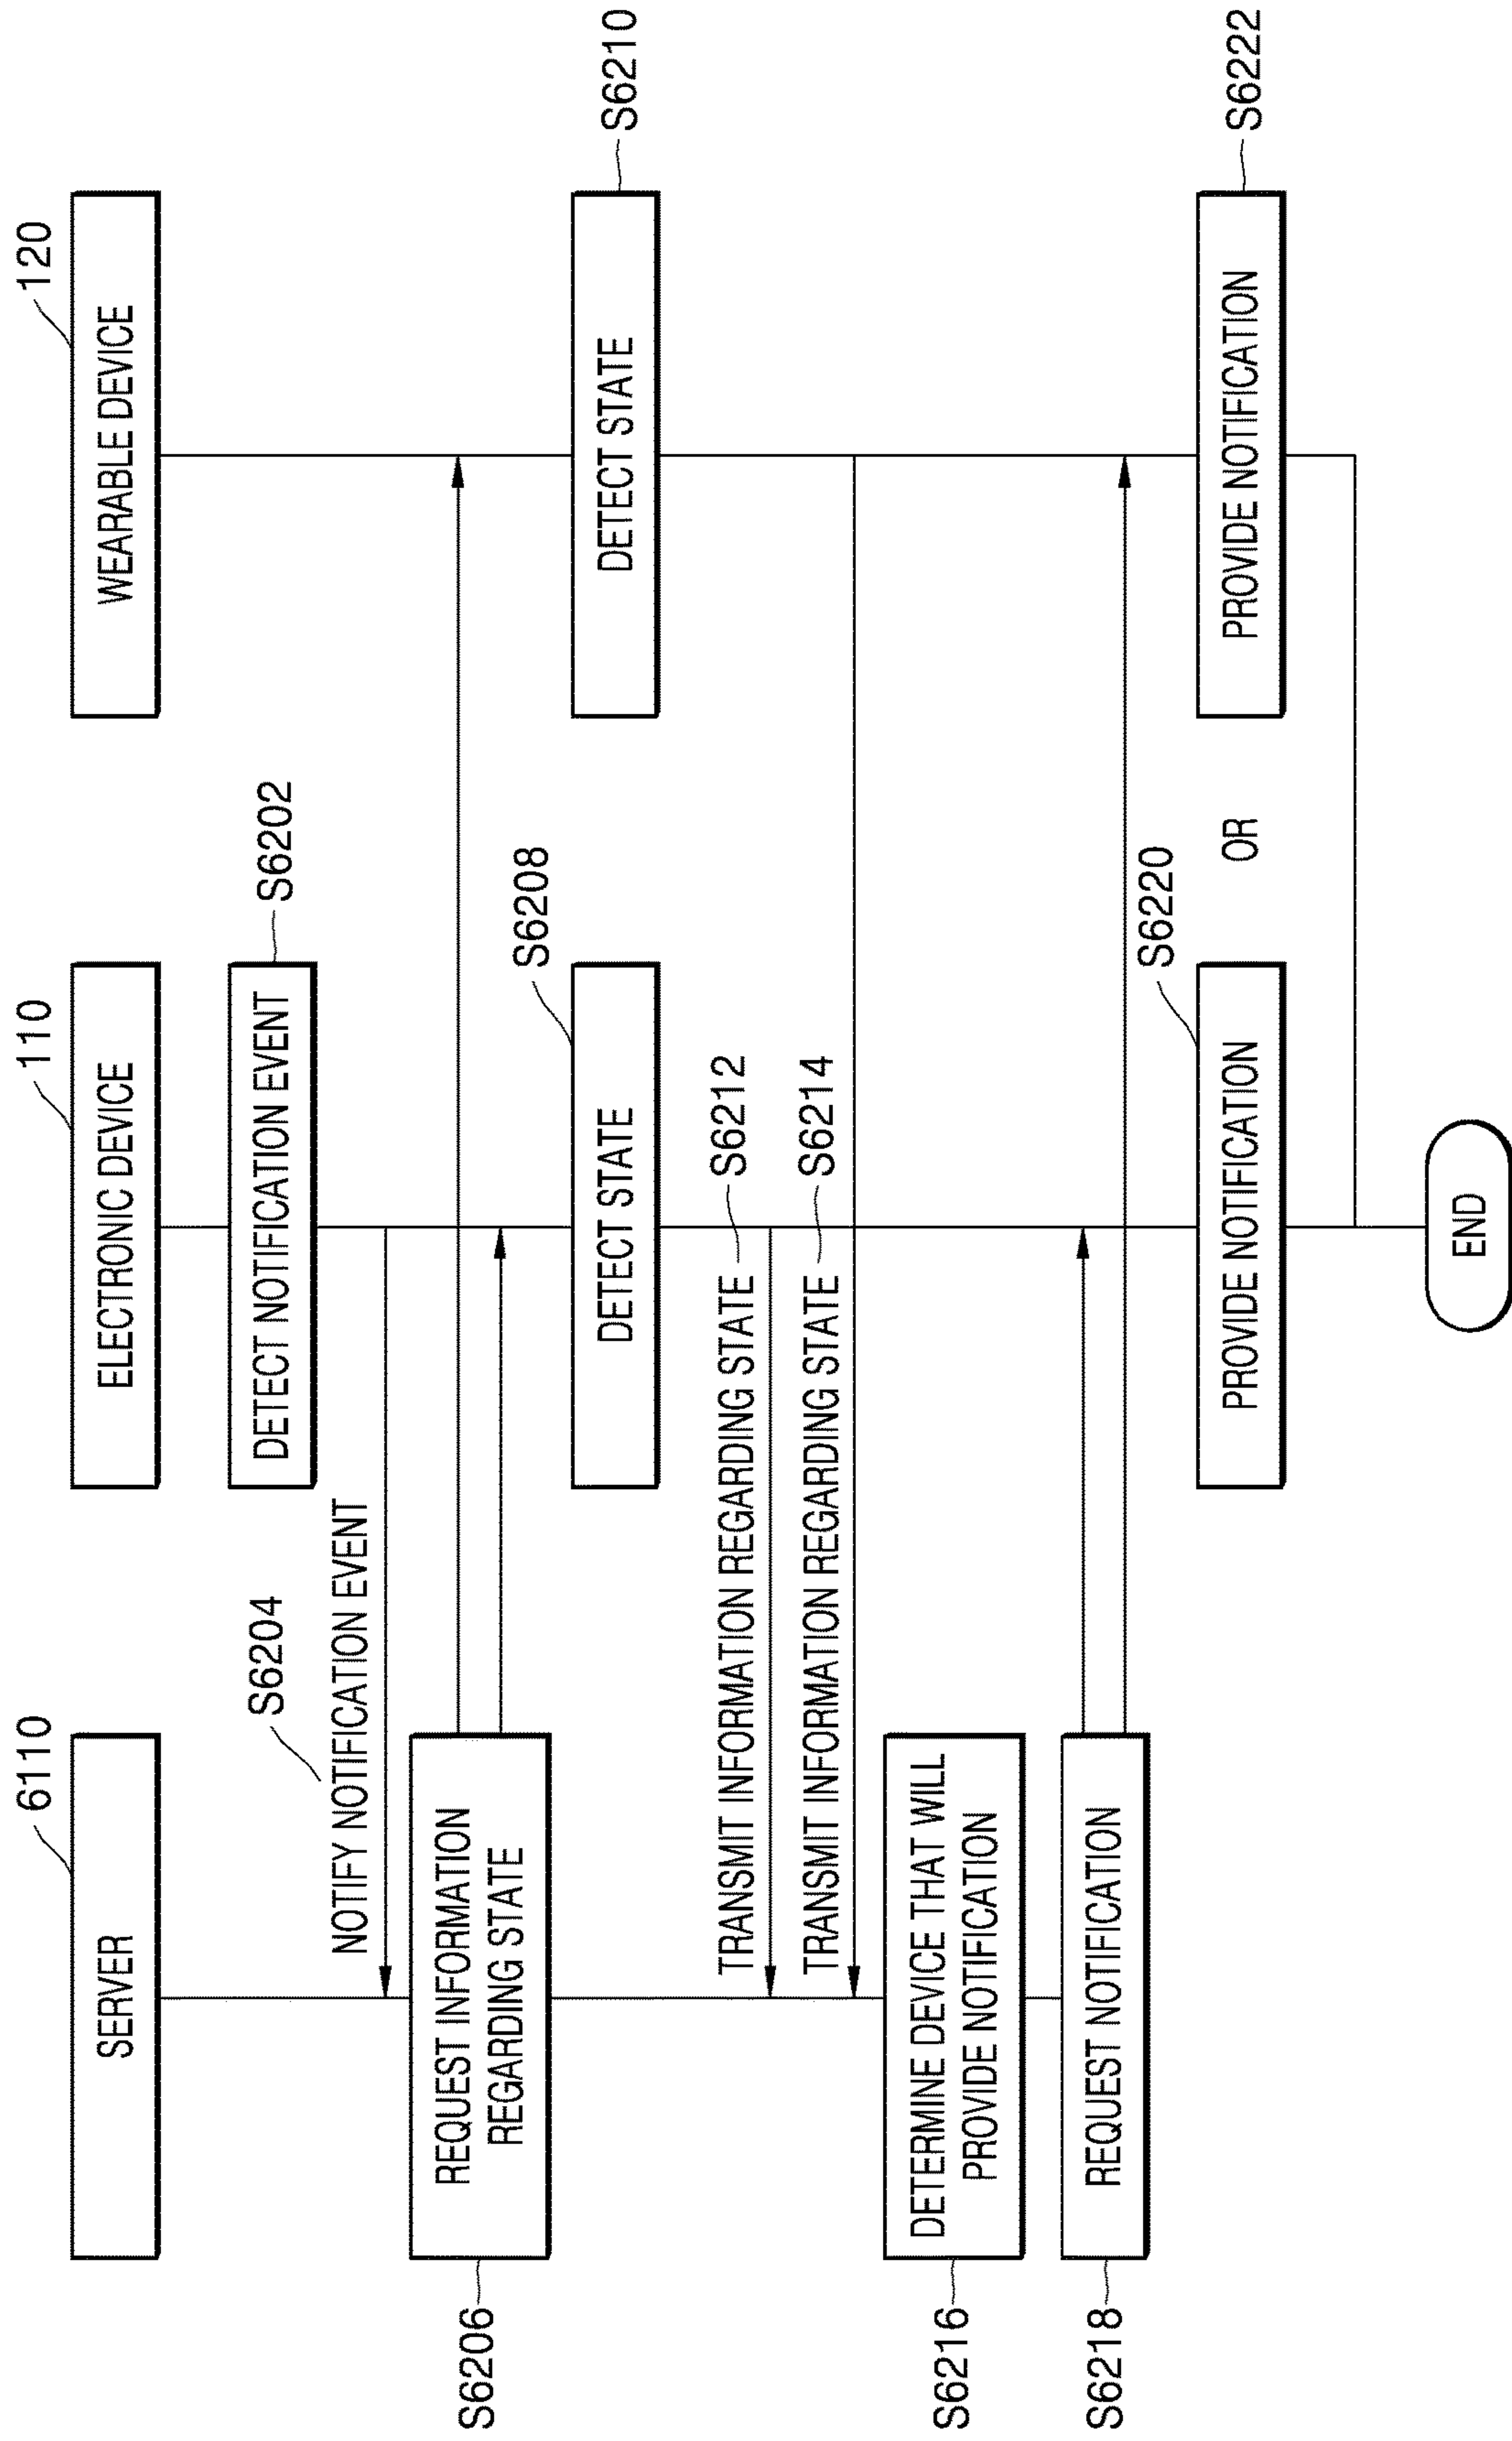 6110
110
120
SERVER
ELECTRONIC DEVICE
WEARABLE DEVICE
DETECT NOTIFICATION EVENT
S6202
S6204
NOTIFY NOTIFICATION EVENT
S6206
REQUEST INFORMATION
REGARDING STATE
S6208
DETECT STATE
DETECT STATE
S6210
TRANSMIT INFORMATION REGARDING STATE
S6212
TRANSMIT INFORMATION REGARDING STATE
S6214
S6216
DETERMINE DEVICE THAT WILL
PROVIDE NOTIFICATION
S6218
REQUEST NOTIFICATION
S6220
PROVIDE NOTIFICATION
OR
PROVIDE NOTIFICATION
S6222
END